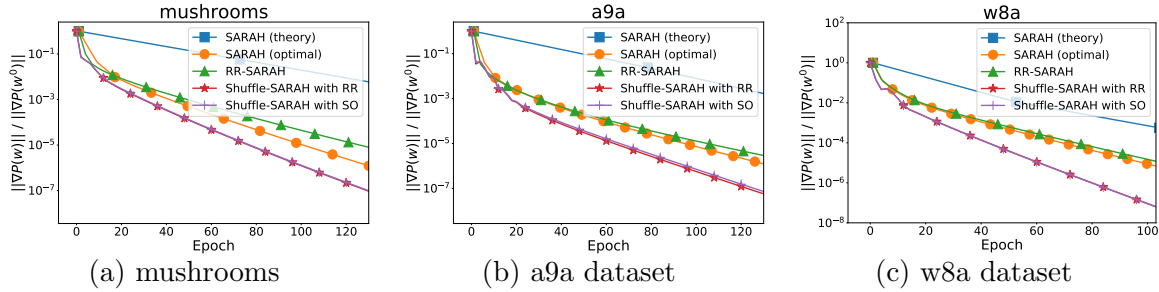 mushrooms
||∇P(w)|| / ||∇P(w⁰)||
10⁻¹
10⁻³
10⁻⁵
10⁻⁷
SARAH (theory)
SARAH (optimal)
RR-SARAH
Shuffle-SARAH with RR
Shuffle-SARAH with SO
0 20 40 60 80 100 120
Epoch
(a) mushrooms
a9a
||∇P(w)|| / ||∇P(w⁰)||
10⁻¹
10⁻³
10⁻⁵
10⁻⁷
SARAH (theory)
SARAH (optimal)
RR-SARAH
Shuffle-SARAH with RR
Shuffle-SARAH with SO
0 20 40 60 80 100 120
Epoch
(b) a9a dataset
w8a
||∇P(w)|| / ||∇P(w⁰)||
10²
10⁰
10⁻²
10⁻⁴
10⁻⁶
10⁻⁸
SARAH (theory)
SARAH (optimal)
RR-SARAH
Shuffle-SARAH with RR
Shuffle-SARAH with SO
0 20 40 60 80 100
Epoch
(c) w8a dataset